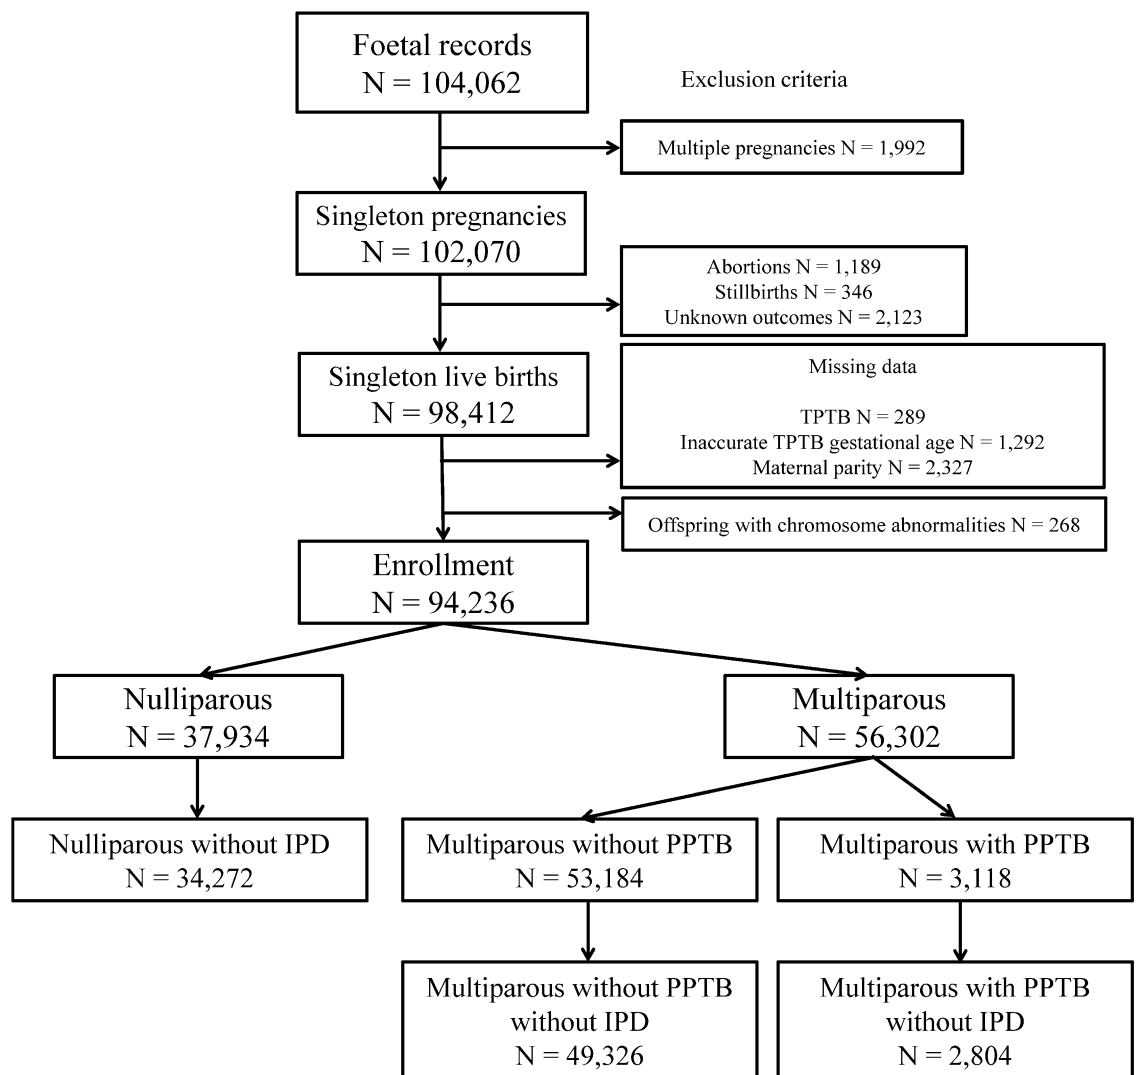 Foetal records
N = 104,062
Exclusion criteria
Multiple pregnancies N = 1,992
Singleton pregnancies
N = 102,070
Abortions N = 1,189
Stillbirths N = 346
Unknown outcomes N = 2,123
Singleton live births
N = 98,412
Missing data
TPTB N = 289
Inaccurate TPTB gestational age N = 1,292
Maternal parity N = 2,327
Offspring with chromosome abnormalities N = 268
Enrollment
N = 94,236
Nulliparous
N = 37,934
Multiparous
N = 56,302
Nulliparous without IPD
N = 34,272
Multiparous without PPTB
N = 53,184
Multiparous with PPTB
N = 3,118
Multiparous without PPTB
without IPD
N = 49,326
Multiparous with PPTB
without IPD
N = 2,804